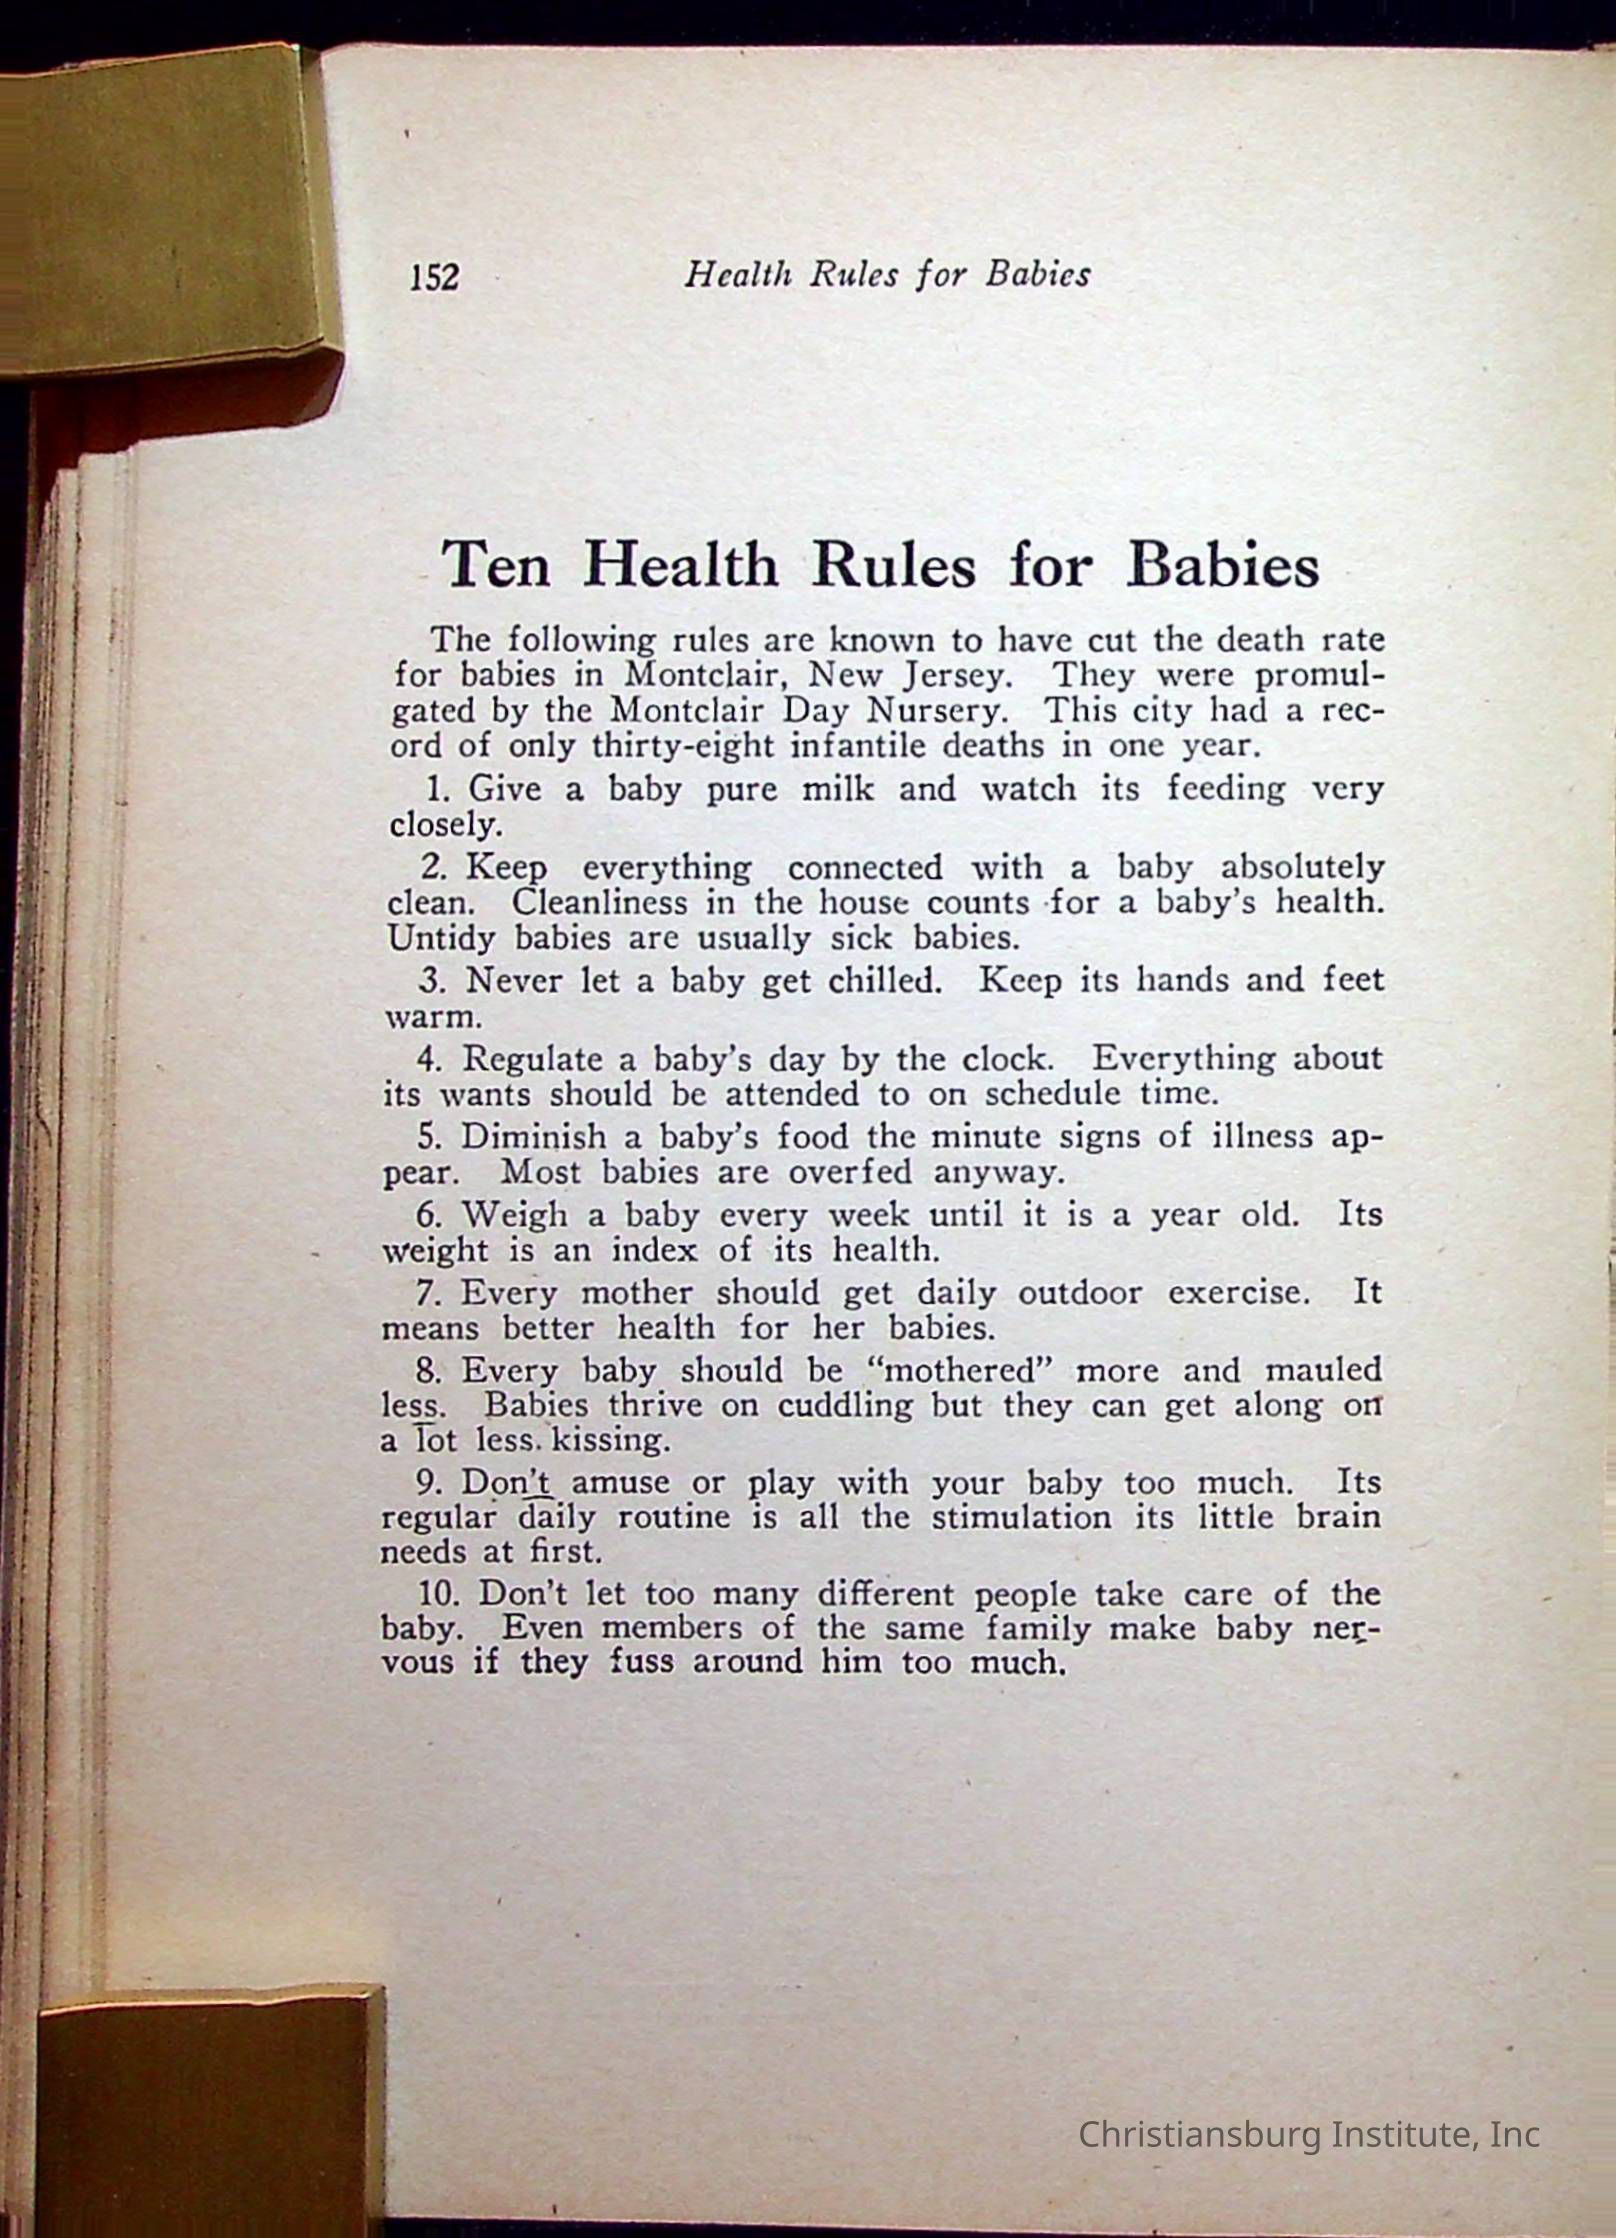 152 Health Rules for Babies
Ten Health Rules for Babies
The following rules are known to have cut the death rate
for babies in Montclair, New Jersey. They were promul-
gated by the Montclair Day Nursery. This city had a rec-
ord of only thirty-eight infantile deaths in one year.
1. Give a baby pure milk and watch its feeding very
closely.
2. Keep everything connected with a baby absolutely
clean. Cleanliness in the house counts for a baby's health.
Untidy babies are usually sick babies.
3. Never let a baby get chilled. Keep its hands and feet
warm.
4. Regulate a baby's day by the clock. Everything about
its wants should be attended to on schedule time.
5. Diminish a baby's food the minute signs of illness ap-
pear. Most babies are overfed anyway.
6. Weigh a baby every week until it is a year old. Its
weight is an index of its health.
7. Every mother should get daily outdoor exercise. It
means better health for her babies.
8. Every baby should be “mothered” more and mauled
less. Babies thrive on cuddling but they can get along on
a lot less. kissing.
9. Don't amuse or play with your baby too much. Its
regular daily routine is all the stimulation its little brain
needs at first.
10. Don't let too many different people take care of the
baby. Even members of the same family make baby ner-
vous if they fuss around him too much.
Christiansburg Institute, Inc